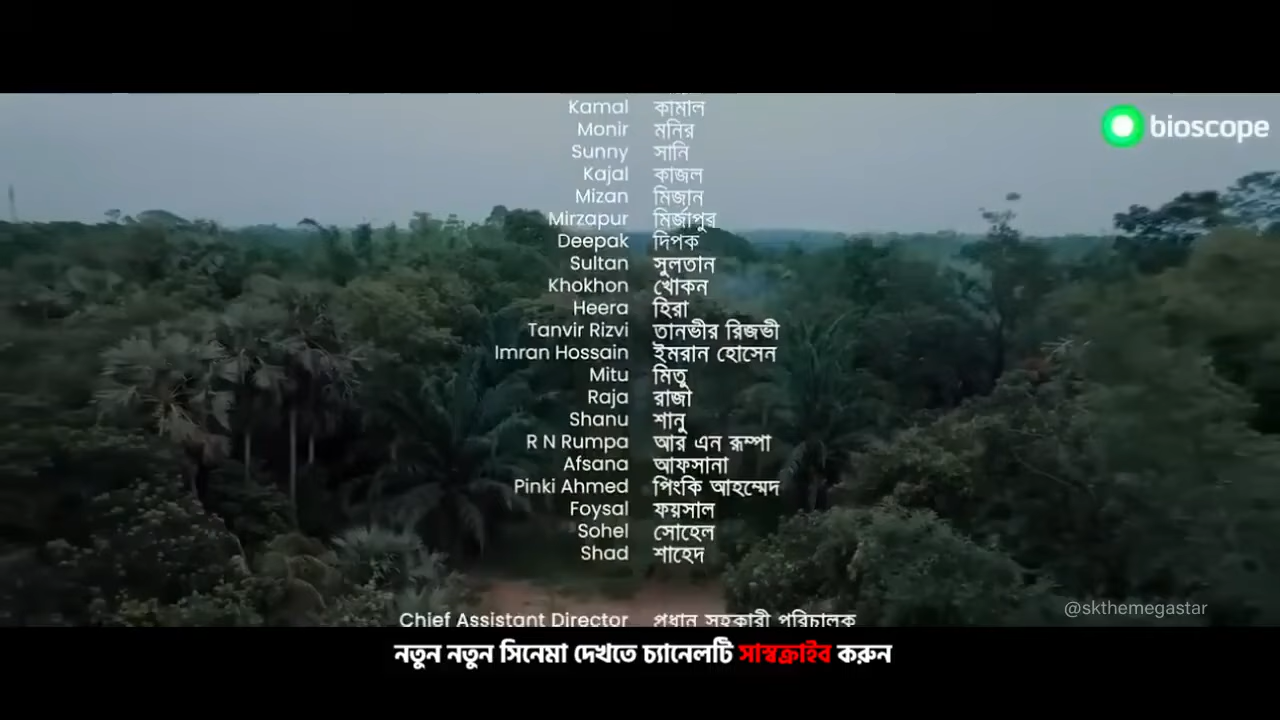 Kamal কামাল
bioscope
Monir মনির
Sunny সানি
Kajal কাজল
Mizan মিজান
Mirzapur মির্জাপুর
Deepak দিপক
Sultan সুলতান
Khokhon খোকন
Heera হিরা
Tanvir Rizvi তানভীর রিজভী
Imran Hossain ইমরান হোসেন
Mitu মিতু
Raja রাজা
Shanu শানু
R N Rumpa আর এন রূম্পা
Afsana আফসানা
Pinki Ahmed পিংকি আহম্মেদ
Foysal ফয়সাল
Sohel সোহেল
Shad শাহেদ
@skthemegastar
Chief Assistant Director প্রধান সহকারী পরিচালক
নতুন নতুন সিনেমা দেখতে চ্যানেলটি সাস্বক্রাইব করুন